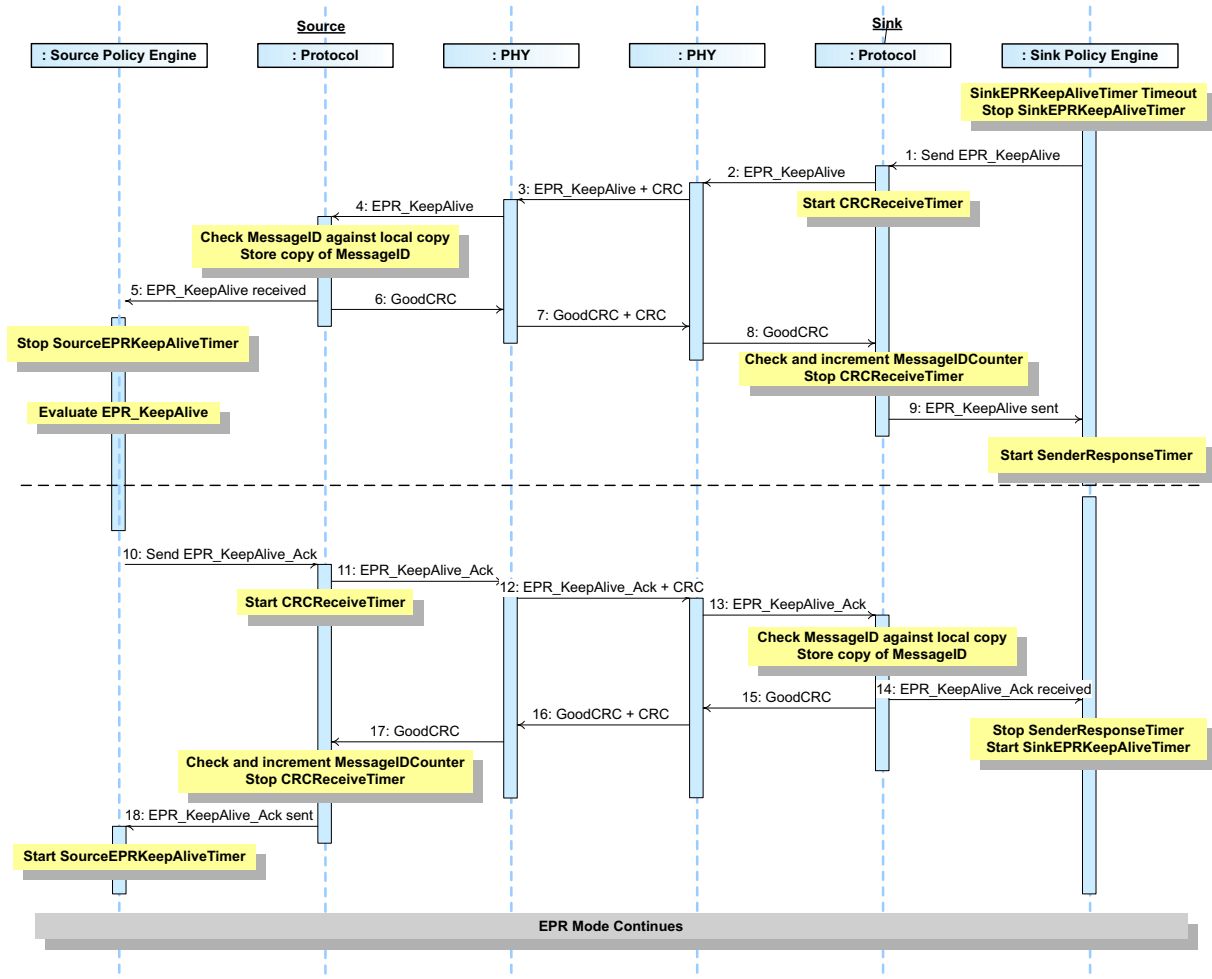 Source
Sink
: Source Policy Engine
: Protocol
: PHY
: PHY
: Protocol
: Sink Policy Engine
SinkEPRKeepAliveTimer Timeout
Stop SinkEPRKeepAliveTimer
1: Send EPR_KeepAlive
2: EPR_KeepAlive
3: EPR_KeepAlive + CRC
Start CRCReceiveTimer
4: EPR_KeepAlive
Check MessageID against local copy
Store copy of MessageID
5: EPR_KeepAlive received
6: GoodCRC
7: GoodCRC + CRC
8: GoodCRC
Stop SourceEPRKeepAliveTimer
Check and increment MessageIDCounter
Stop CRCReceiveTimer
Evaluate EPR_KeepAlive
9: EPR_KeepAlive sent
Start SenderResponseTimer
10: Send EPR_KeepAlive_Ack
11: EPR_KeepAlive_Ack
12: EPR_KeepAlive_Ack + CRC
Start CRCReceiveTimer
13: EPR_KeepAlive_Ack
Check MessageID against local copy
Store copy of MessageID
14: EPR_KeepAlive_Ack received
15: GoodCRC
16: GoodCRC + CRC
17: GoodCRC
Stop SenderResponseTimer
Start SinkEPRKeepAliveTimer
Check and increment MessageIDCounter
Stop CRCReceiveTimer
18: EPR_KeepAlive_Ack sent
Start SourceEPRKeepAliveTimer
EPR Mode Continues